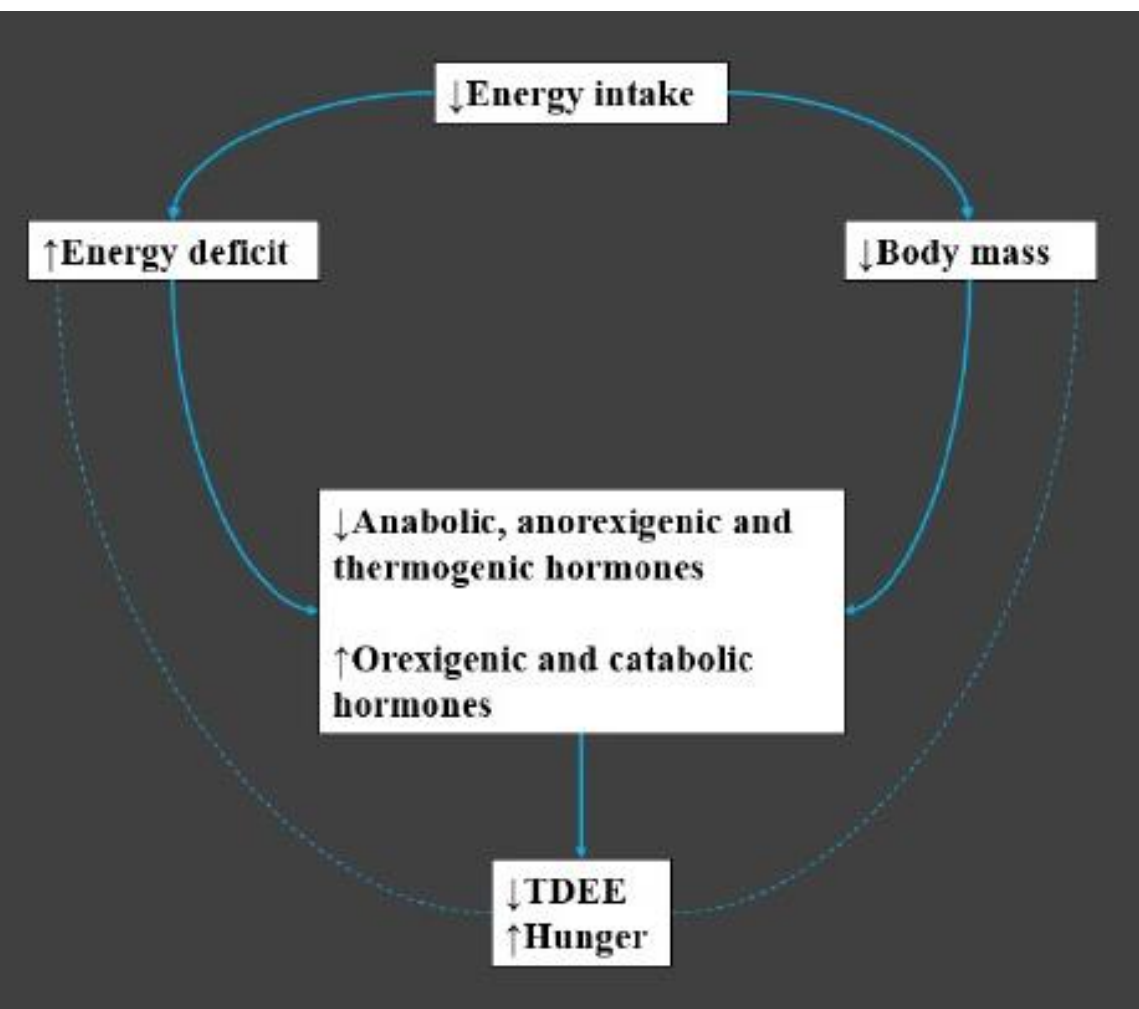 ↓Energy intake
↑Energy deficit
↓Body mass
↓Anabolic, anorexigenic and
thermogenic hormones
↑Orexigenic and catabolic
hormones
↓TDEE
↑Hunger